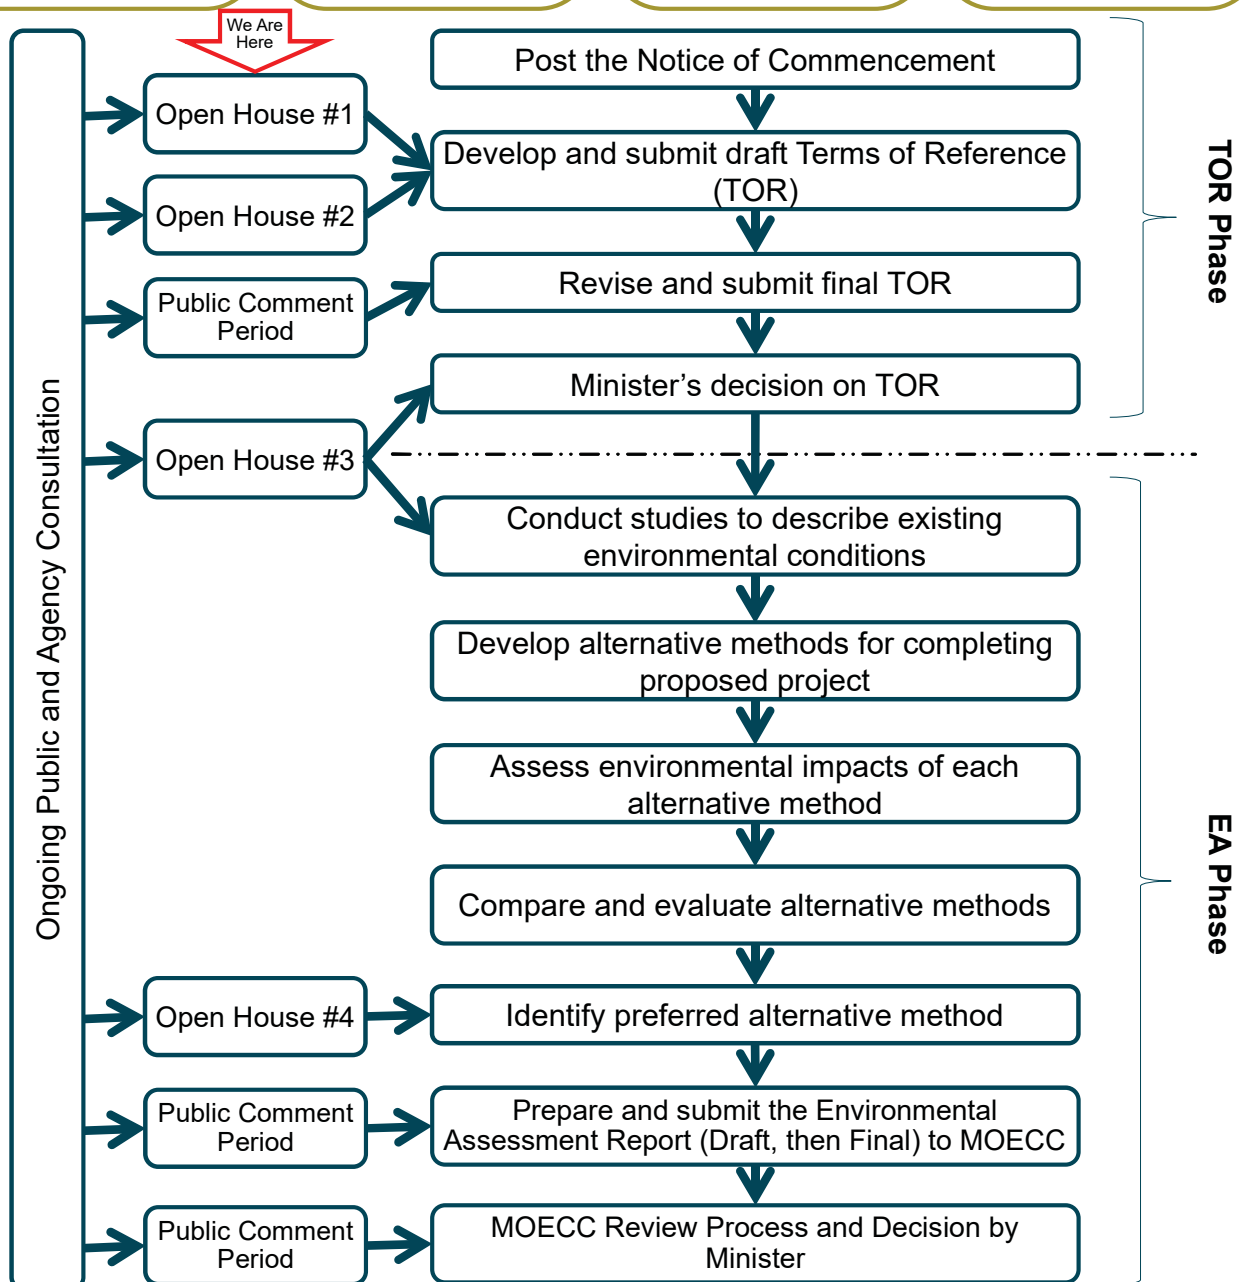 We Are
Here
Post the Notice of Commencement
Open House #1
Develop and submit draft Terms of Reference
(TOR)
Open House #2
TOR Phase
Revise and submit final TOR
Public Comment
Period
Minister’s decision on TOR
Ongoing Public and Agency Consultation
Open House #3
Conduct studies to describe existing
environmental conditions
Develop alternative methods for completing
proposed project
Assess environmental impacts of each
alternative method
EA Phase
Compare and evaluate alternative methods
Open House #4
Identify preferred alternative method
Public Comment
Period
Prepare and submit the Environmental
Assessment Report (Draft, then Final) to MOECC
Public Comment
Period
MOECC Review Process and Decision by
Minister